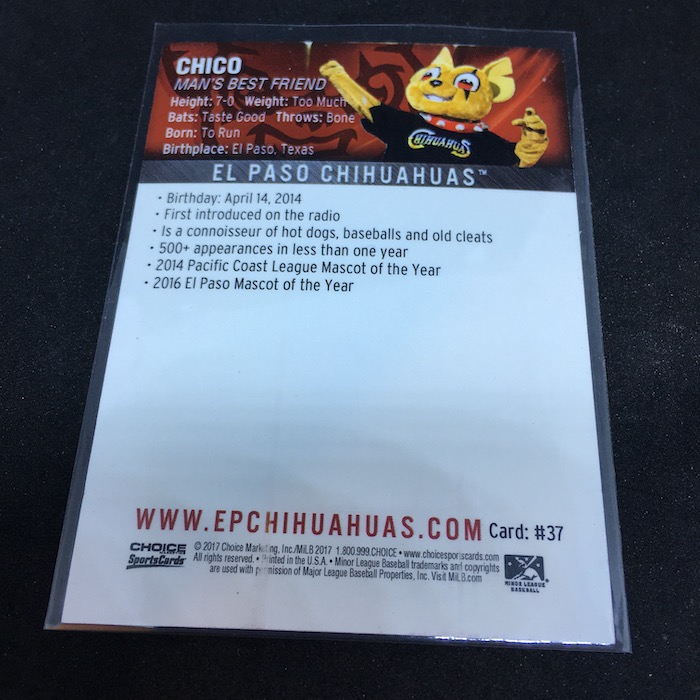 CHICO
MAN'S BEST FRIEND
Height: 7-0 Weight: Too Much
Bats: Taste Good Throws: Bone
Born: To Run
Birthplace: El Paso, Texas
CHIHUAHUAS
EL PASO CHIHUAHUAS™
• Birthday: April 14, 2014
• First introduced on the radio
• Is a connoisseur of hot dogs, baseballs and old cleats
• 500+ appearances in less than one year
• 2014 Pacific Coast League Mascot of the Year
• 2016 El Paso Mascot of the Year
WWW.EPCHIHUAHUAS.COM Card: #37
CHOICE
SportsCards
© 2017 Choice Marketing, Inc./MiLB 2017 1.800.999.CHOICE • www.choicesportscards.com
All rights reserved. • Printed in the U.S.A. • Minor League Baseball trademarks and copyrights
are used with permission of Major League Baseball Properties, Inc. Visit MiLB.com
MINOR LEAGUE
BASEBALL